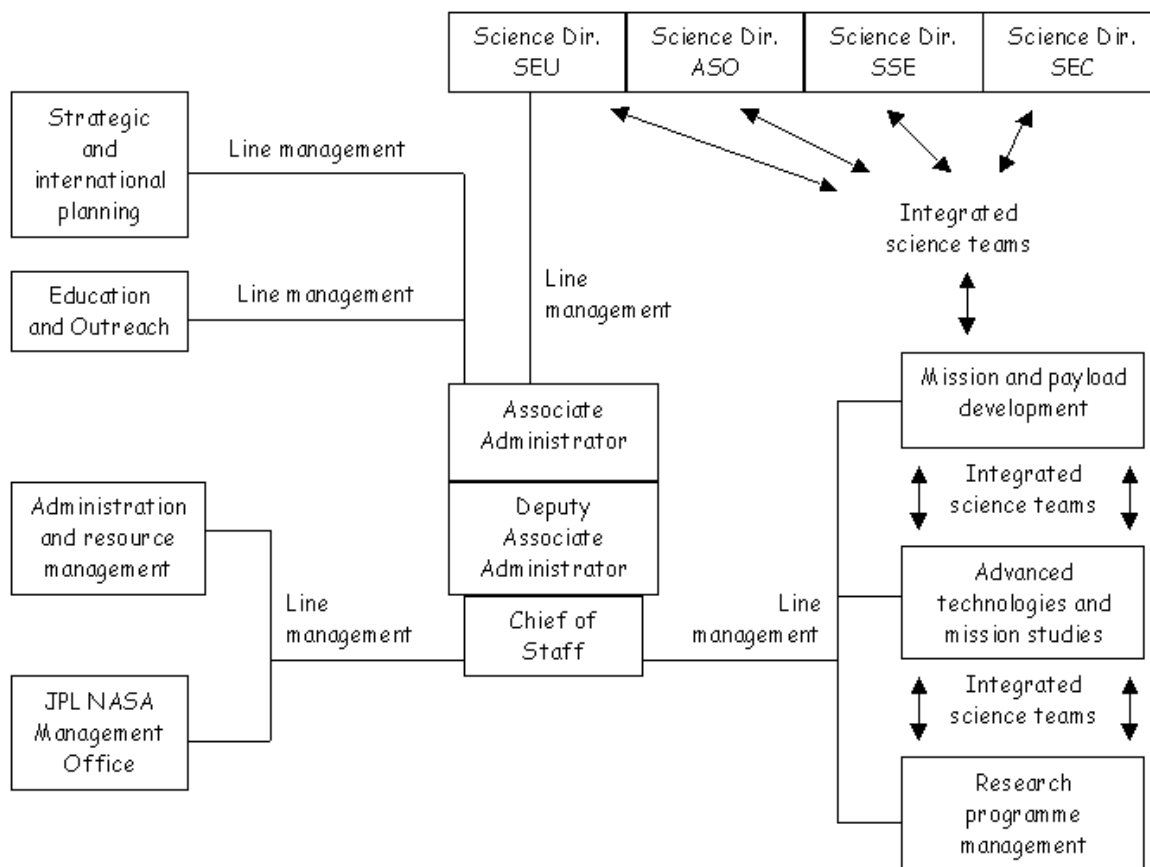 Science Dir.
SEU
Science Dir.
ASO
Science Dir.
SSE
Science Dir.
SEC
Strategic
and
international
planning
Line management
Integrated
science teams
Education
and Outreach
Line management
Line
management
Mission and payload
development
Associate
Administrator
Integrated
science teams
Administration
and resource
management
Deputy
Associate
Administrator
Advanced
technologies and
mission studies
Line
management
Chief of
Staff
Line
management
JPL NASA
Management
Office
Integrated
science teams
Research
programme
management